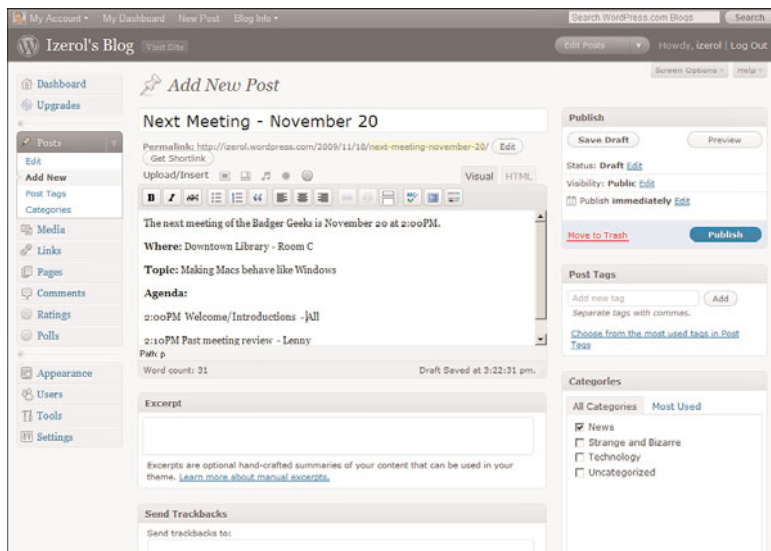 My Account
My Dashboard
New Post
Blog Info
Search WordPress.com Blogs
Search
Izerol's Blog
Visit Site
Edit Posts
Howdy, izerol | Log Out
Screen Options
Help
Dashboard
Upgrades
Posts
Edit
Add New
Post Tags
Categories
Media
Links
Pages
Comments
Ratings
Polls
Appearance
Users
Tools
Settings
Add New Post
Next Meeting - November 20
Permalink: http://izerol.wordpress.com/2009/11/18/next-meeting-november-20/ Edit
Get Shortlink
Upload/Insert
Visual
HTML
B I ABC
The next meeting of the Badger Geeks is November 20 at 2:00PM.
Where: Downtown Library - Room C
Topic: Making Macs behave like Windows
Agenda:
2:00PM Welcome/Introductions - All
2:10PM Past meeting review - Lenny
Path: p
Word count: 31
Draft Saved at 3:22:31 pm.
Excerpt
Excerpts are optional hand-crafted summaries of your content that can be used in your
theme. Learn more about manual excerpts.
Send Trackbacks
Send trackbacks to:
Publish
Save Draft
Preview
Status: Draft Edit
Visibility: Public Edit
Publish immediately Edit
Move to Trash
Publish
Post Tags
Add new tag
Add
Separate tags with commas.
Choose from the most used tags in Post
Tags
Categories
All Categories
Most Used
News
Strange and Bizarre
Technology
Uncategorized